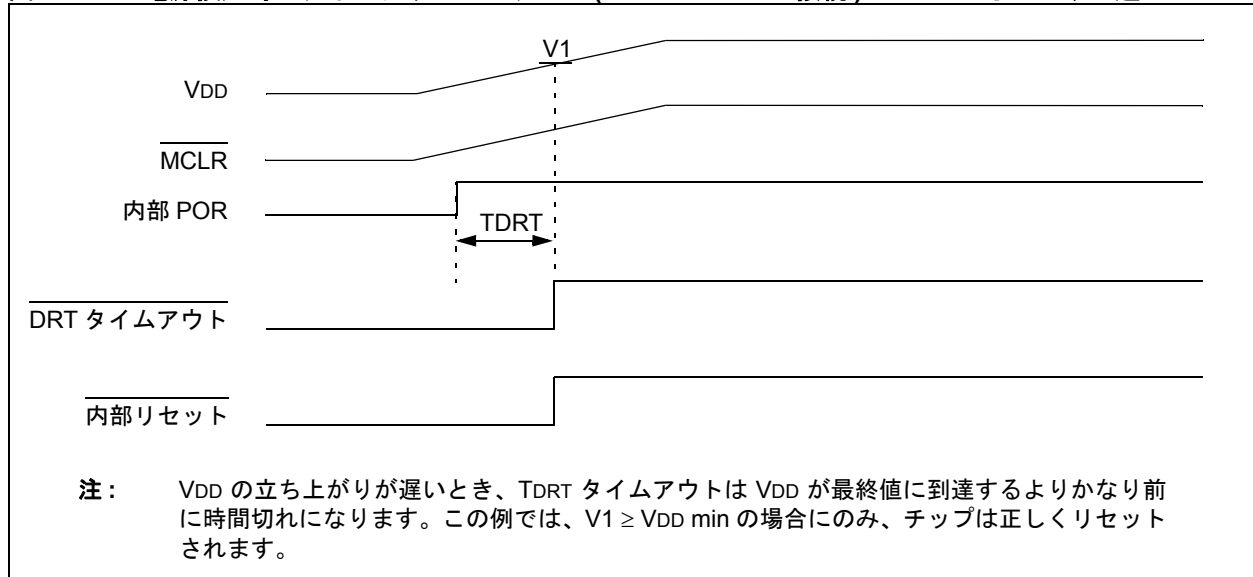 V1
VDD
MCLR
内部 POR
TDRT
DRT タイムアウト
内部リセット
注 : VDD の立ち上がりが遅いとき、TDRT タイムアウトは VDD が最終値に到達するよりかなり前
に時間切れになります。この例では、V1 ≥ VDD min の場合にのみ、チップは正しくリセット
されます。